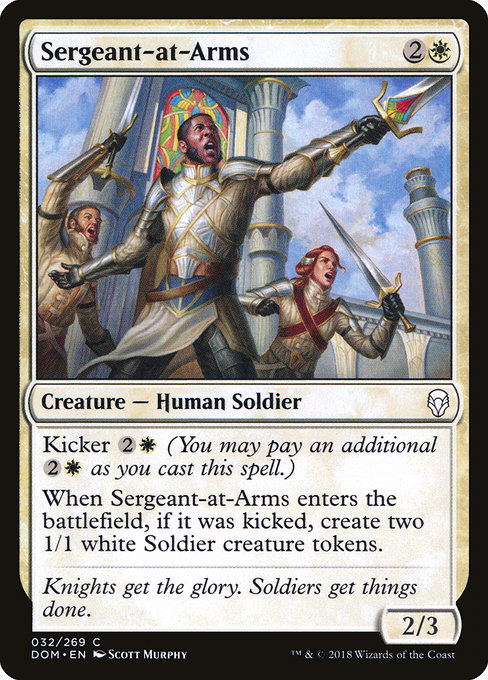 Sergeant-at-Arms 2
Creature — Human Soldier
Kicker 2 (You may pay an additional
2 as you cast this spell.)
When Sergeant-at-Arms enters the
battlefield, if it was kicked, create two
1/1 white Soldier creature tokens.
Knights get the glory. Soldiers get things
done.
2/3
032/269 C
DOM • EN Scott Murphy
™ & © 2018 Wizards of the Coast